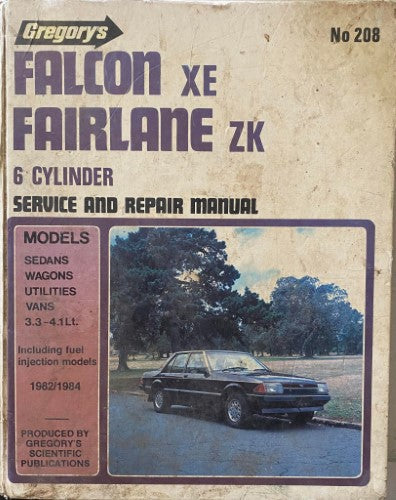 Gregory's
No 208
FALCON XE
FAIRLANE ZK
6 CYLINDER
SERVICE AND REPAIR MANUAL
MODELS
SEDANS
WAGONS
UTILITIES
VANS
3.3–4.1 Lt.
Including fuel
injection models
1982/1984
PRODUCED BY
GREGORY'S
SCIENTIFIC
PUBLICATIONS